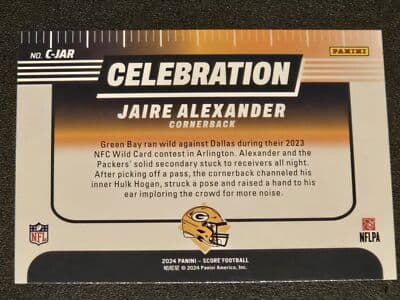 NO. C-JAR
PANINI
CELEBRATION
JAIRE ALEXANDER
CORNERBACK
Green Bay ran wild against Dallas during their 2023
NFC Wild Card contest in Arlington. Alexander and the
Packers' solid secondary stuck to receivers all night.
After picking off a pass, the cornerback channeled his
inner Hulk Hogan, struck a pose and raised a hand to his
ear imploring the crowd for more noise.
NFL
G
NFLPA
2024 PANINI – SCORE FOOTBALL
© 2024 Panini America, Inc.